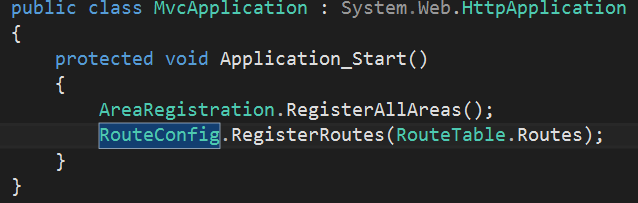 public class MvcApplication : System.Web.HttpApplication
{
    protected void Application_Start()
    {
        AreaRegistration.RegisterAllAreas();
        RouteConfig.RegisterRoutes(RouteTable.Routes);
    }
}